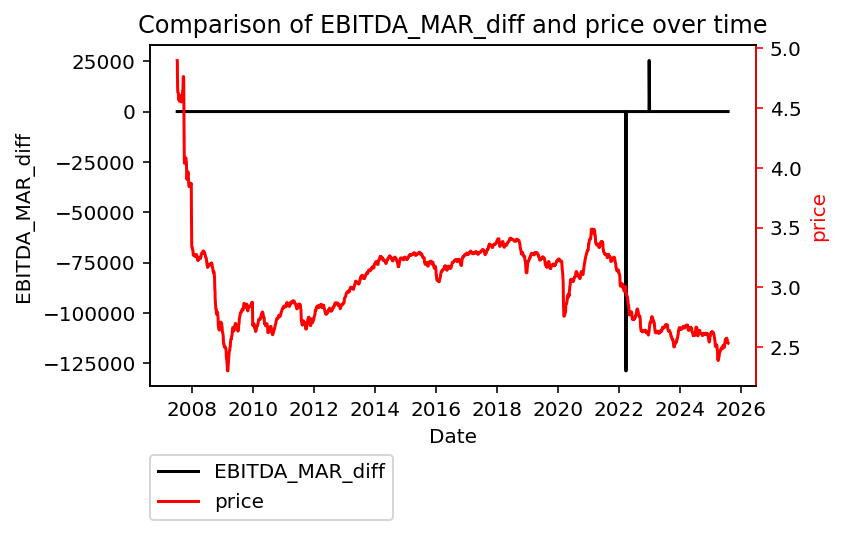 Comparison of EBITDA_MAR_diff and price over time
25000
0
−25000
−50000
−75000
−100000
−125000
EBITDA_MAR_diff
5.0
4.5
4.0
3.5
3.0
2.5
price
2008 2010 2012 2014 2016 2018 2020 2022 2024 2026
Date
EBITDA_MAR_diff
price